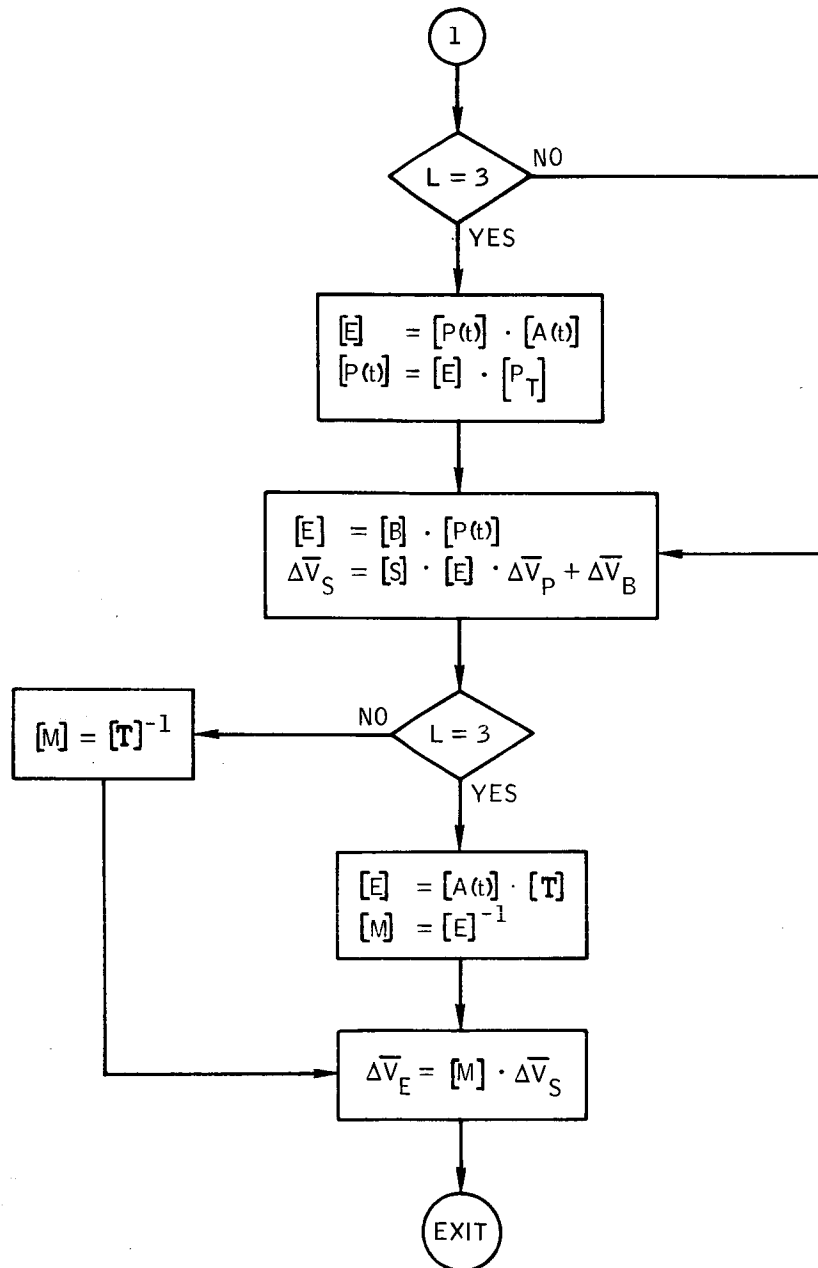 1
L = 3
NO
YES
[E] = [P(t)] · [A(t)]
[P(t)] = [E] · [P_T]
[E] = [B] · [P(t)]
ΔV̅_S = [S] · [E] · ΔV̅_P + ΔV̅_B
NO
L = 3
[M] = [T]^-1
YES
[E] = [A(t)] · [T]
[M] = [E]^-1
ΔV̅_E = [M] · ΔV̅_S
EXIT